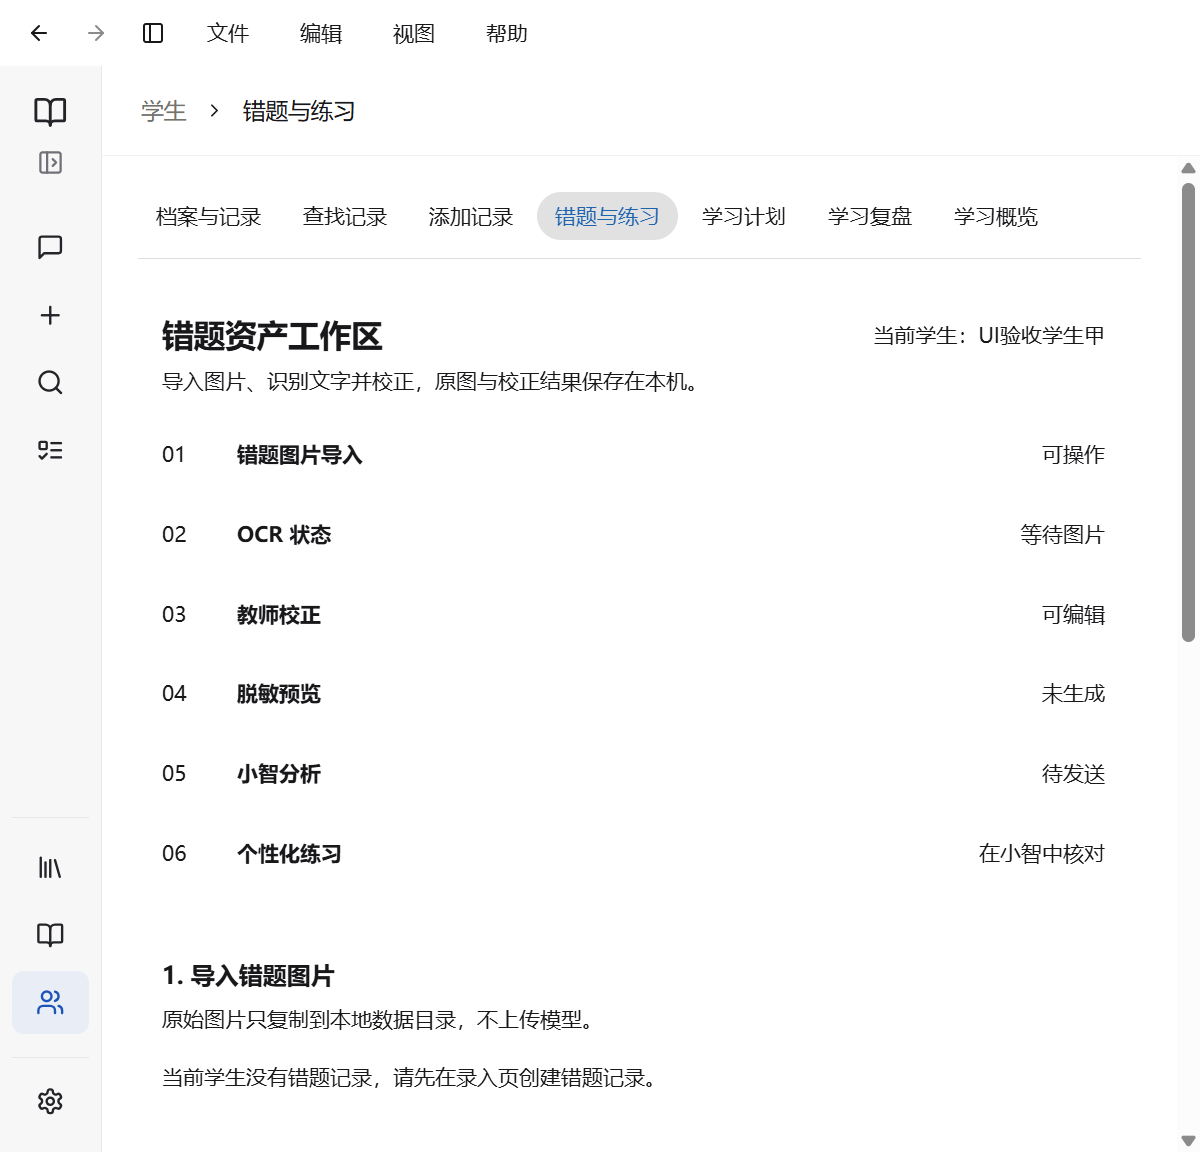 文件 编辑 视图 帮助
学生 > 错题与练习
档案与记录 查找记录 添加记录 错题与练习 学习计划 学习复盘 学习概览
错题资产工作区 当前学生：UI验收学生甲
导入图片、识别文字并校正，原图与校正结果保存在本机。
01 错题图片导入 可操作
02 OCR 状态 等待图片
03 教师校正 可编辑
04 脱敏预览 未生成
05 小智分析 待发送
06 个性化练习 在小智中核对
1. 导入错题图片
原始图片只复制到本地数据目录，不上传模型。
当前学生没有错题记录，请先在录入页创建错题记录。